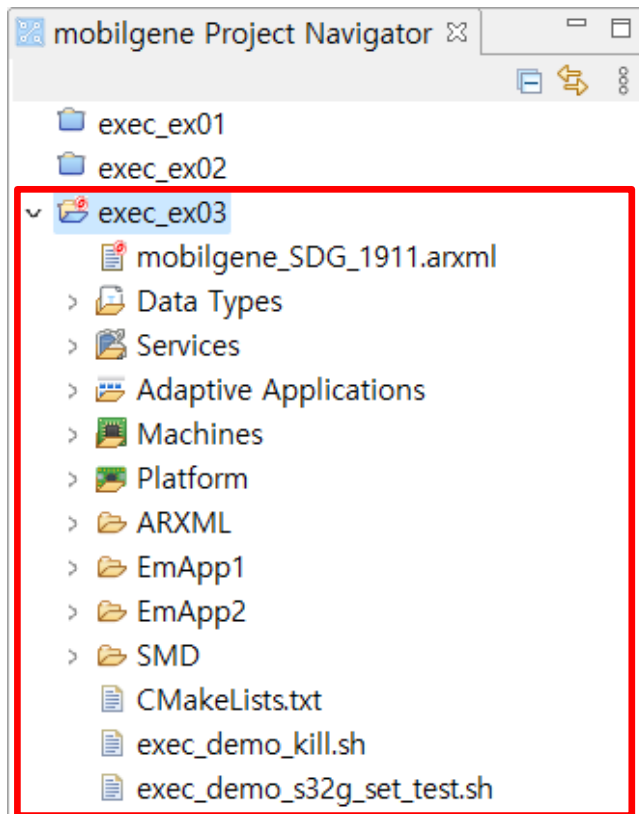 mobilgene Project Navigator
exec_ex01
exec_ex02
exec_ex03
mobilgene_SDG_1911.arxml
Data Types
Services
Adaptive Applications
Machines
Platform
ARXML
EmApp1
EmApp2
SMD
CMakeLists.txt
exec_demo_kill.sh
exec_demo_s32g_set_test.sh